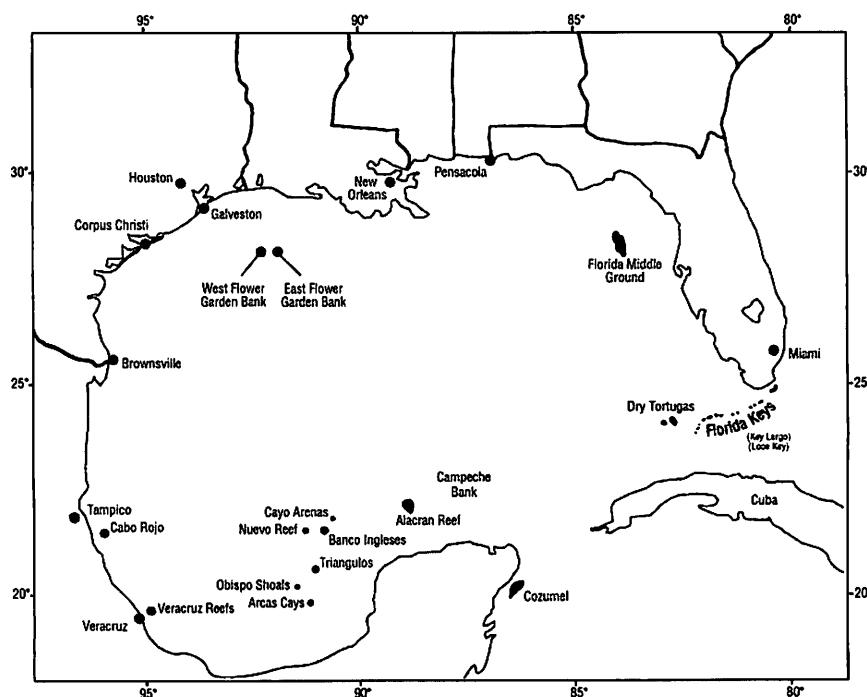 95°
90°
85°
80°
30°
30°
Houston
New
Orleans
Pensacola
Galveston
Corpus Christi
West Flower
Garden Bank
East Flower
Garden Bank
Florida Middle
Ground
Brownsville
Miami
25°
25°
Dry Tortugas
Florida Keys
(Key Largo)
(Looe Key)
Campeche
Bank
Cuba
Tampico
Cabo Rojo
Cayo Arenas
Nuevo Reef
Banco Ingleses
Alacran Reef
Triangulos
Obispo Shoals
Arcas Cays
20°
20
Cozumel
Veracruz Reefs
Veracruz
95°
90°
85°
80°